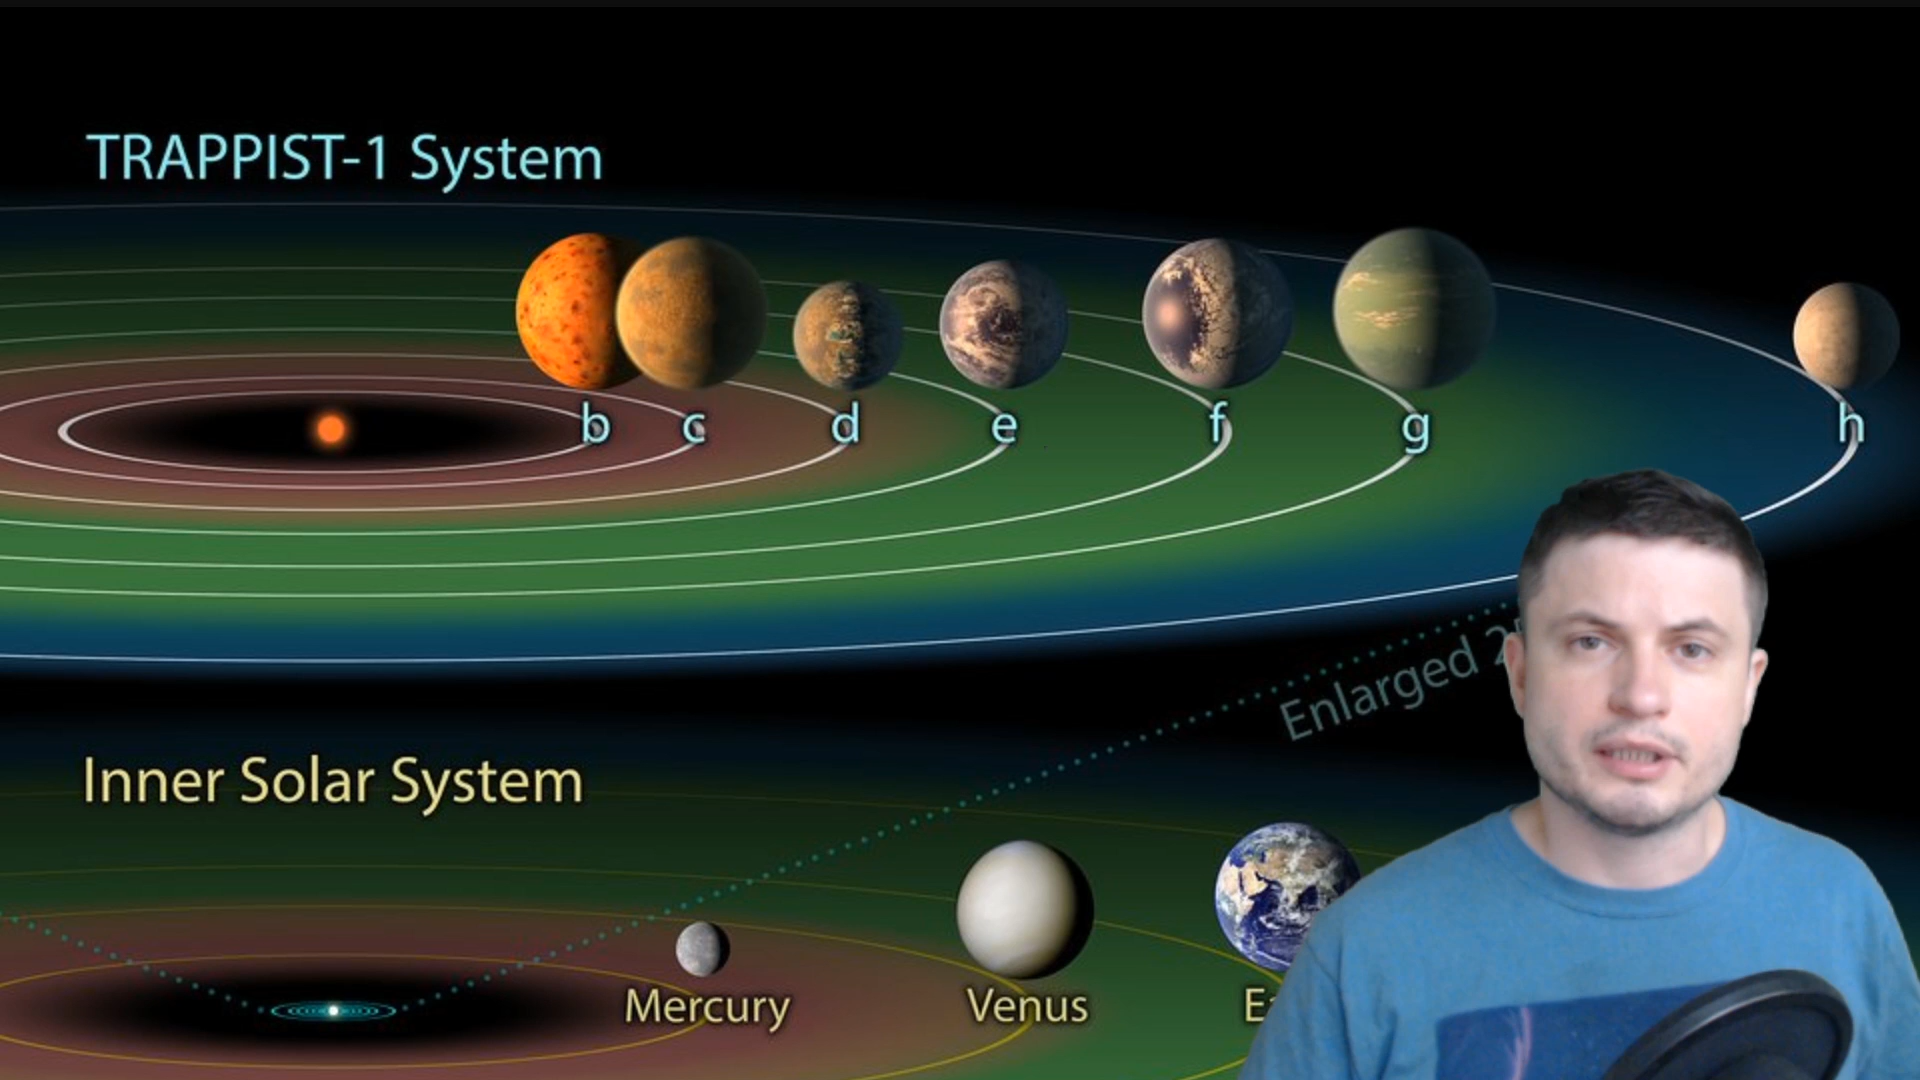 TRAPPIST-1 System
b c d e f g h
Enlarged
Inner Solar System
Mercury Venus